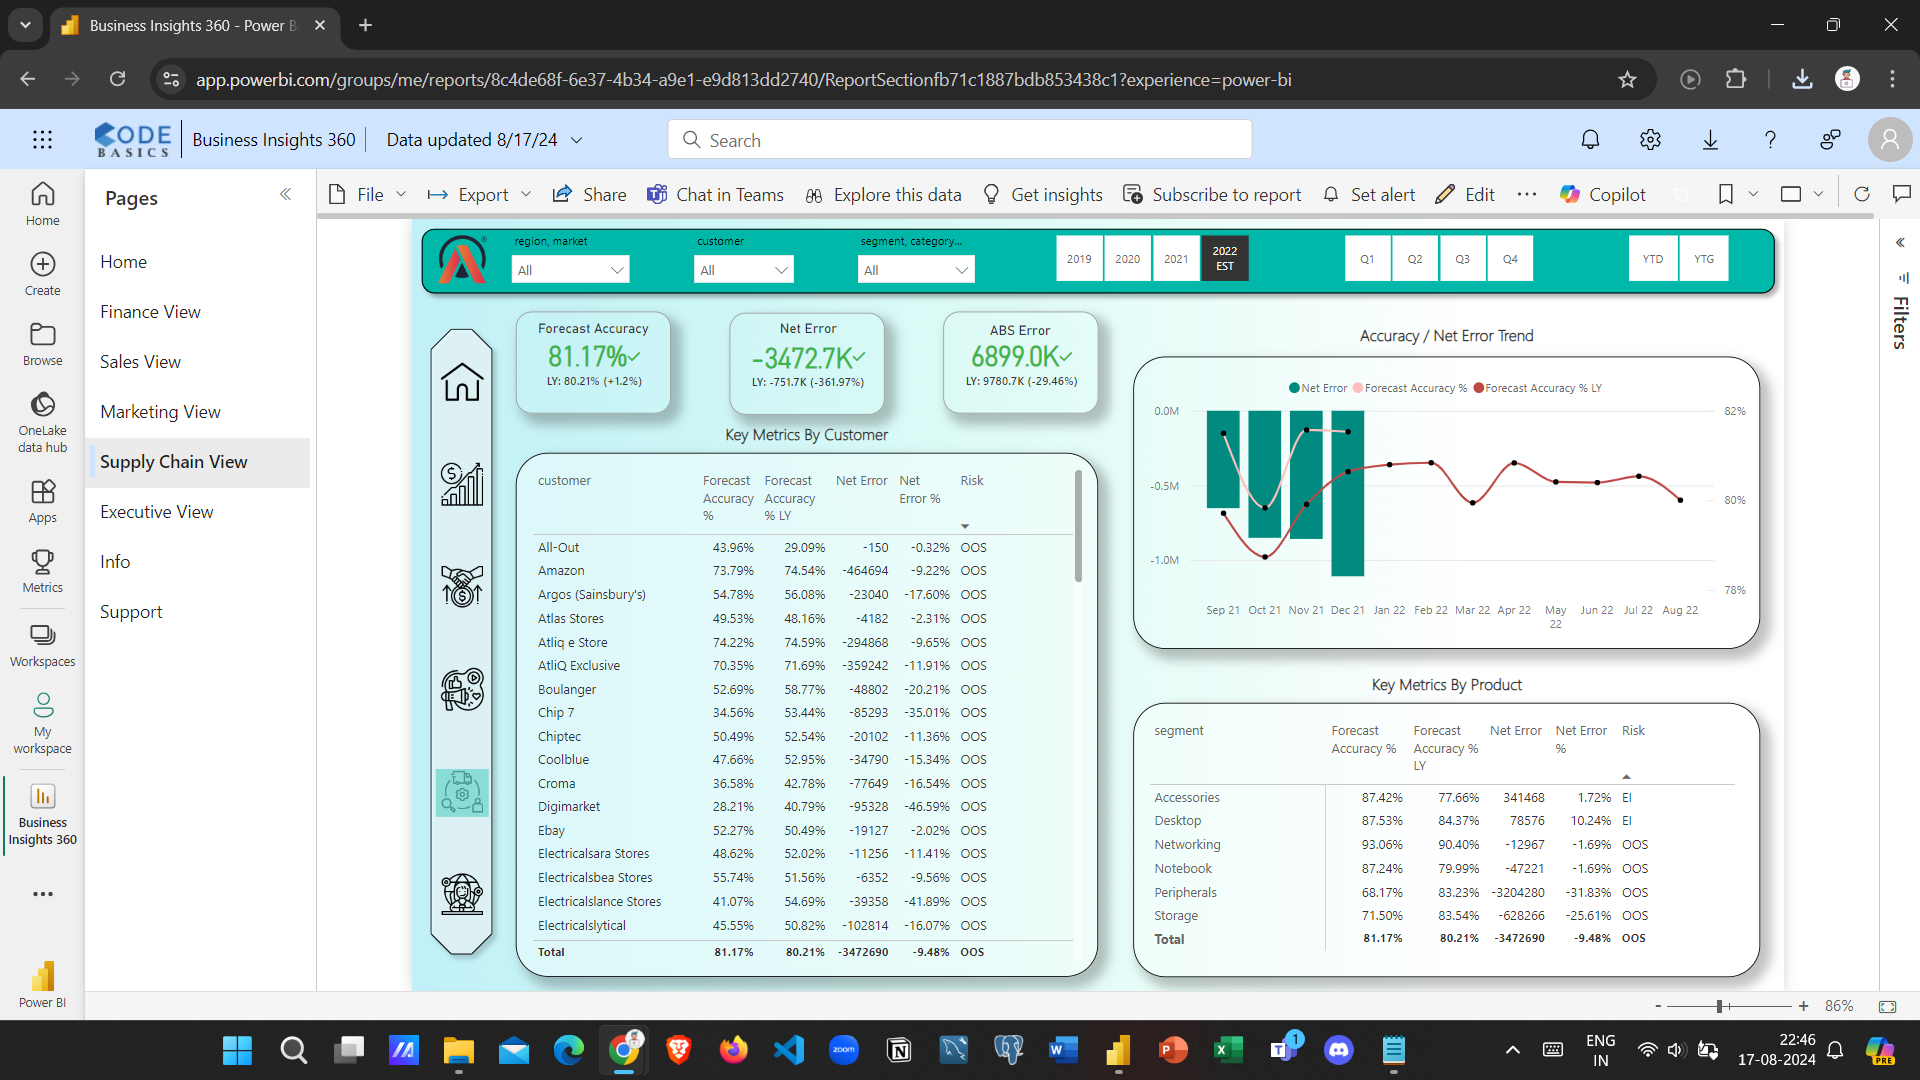 Business Insights 360 - Power B
app.powerbi.com/groups/me/reports/8c4de68f-6e37-4b34-a9e1-e9d813dd2740/ReportSectionfb71c1887bdb853438c1?experience=power-bi
CODE BASICS
Business Insights 360
Data updated 8/17/24
Search
Home
Create
Browse
OneLake data hub
Apps
Metrics
Workspaces
My workspace
Business Insights 360
Power BI
Pages
Home
Finance View
Sales View
Marketing View
Supply Chain View
Executive View
Info
Support
File
Export
Share
Chat in Teams
Explore this data
Get insights
Subscribe to report
Set alert
Edit
Copilot
region, market
All
customer
All
segment, category...
All
2019
2020
2021
2022 EST
Q1
Q2
Q3
Q4
YTD
YTG
Filters
Forecast Accuracy
81.17%
LY: 80.21% (+1.2%)
Net Error
-3472.7K
LY: -751.7K (-361.97%)
ABS Error
6899.0K
LY: 9780.7K (-29.46%)
Key Metrics By Customer
customer Forecast Accuracy % Forecast Accuracy % LY Net Error Net Error % Risk
All-Out 43.96% 29.09% -150 -0.32% OOS
Amazon 73.79% 74.54% -464694 -9.22% OOS
Argos (Sainsbury's) 54.78% 56.08% -23040 -17.60% OOS
Atlas Stores 49.53% 48.16% -4182 -2.31% OOS
Atliq e Store 74.22% 74.59% -294868 -9.65% OOS
AtliQ Exclusive 70.35% 71.69% -359242 -11.91% OOS
Boulanger 52.69% 58.77% -48802 -20.21% OOS
Chip 7 34.56% 53.44% -85293 -35.01% OOS
Chiptec 50.49% 52.54% -20102 -11.36% OOS
Coolblue 47.66% 52.95% -34790 -15.34% OOS
Croma 36.58% 42.78% -77649 -16.54% OOS
Digimarket 28.21% 40.79% -95328 -46.59% OOS
Ebay 52.27% 50.49% -19127 -2.02% OOS
Electricalsara Stores 48.62% 52.02% -11256 -11.41% OOS
Electricalsbea Stores 55.74% 51.56% -6352 -9.56% OOS
Electricalslance Stores 41.07% 54.69% -39358 -41.89% OOS
Electricalslytical 45.55% 50.82% -102814 -16.07% OOS
Total 81.17% 80.21% -3472690 -9.48% OOS
Accuracy / Net Error Trend
Net Error Forecast Accuracy % Forecast Accuracy % LY
0.0M
-0.5M
-1.0M
82%
80%
78%
Sep 21 Oct 21 Nov 21 Dec 21 Jan 22 Feb 22 Mar 22 Apr 22 May 22 Jun 22 Jul 22 Aug 22
Key Metrics By Product
segment Forecast Accuracy % Forecast Accuracy % LY Net Error Net Error % Risk
Accessories 87.42% 77.66% 341468 1.72% EI
Desktop 87.53% 84.37% 78576 10.24% EI
Networking 93.06% 90.40% -12967 -1.69% OOS
Notebook 87.24% 79.99% -47221 -1.69% OOS
Peripherals 68.17% 83.23% -3204280 -31.83% OOS
Storage 71.50% 83.54% -628266 -25.61% OOS
Total 81.17% 80.21% -3472690 -9.48% OOS
- + 86%
zoom
1
ENG
IN
22:46
17-08-2024
PRE